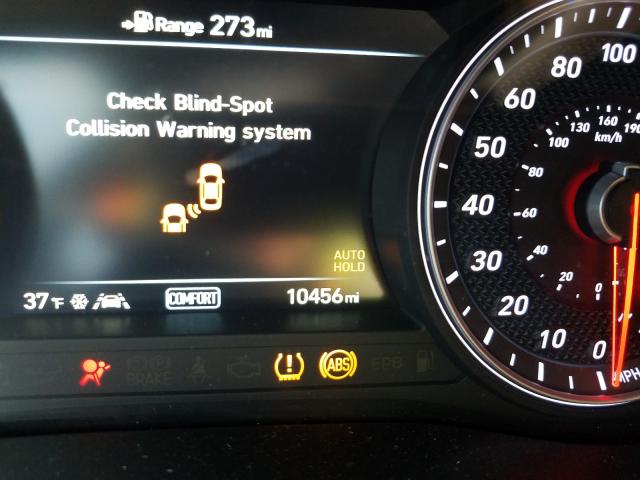 Range 273 mi
Check Blind-Spot
Collision Warning system
AUTO
HOLD
37°F
COMFORT
10456 mi
BRAKE
ABS
EPB
100
80
60
50
40
30
20
10
0
MPH
190
160
130
100
80
60
40
20
0
km/h